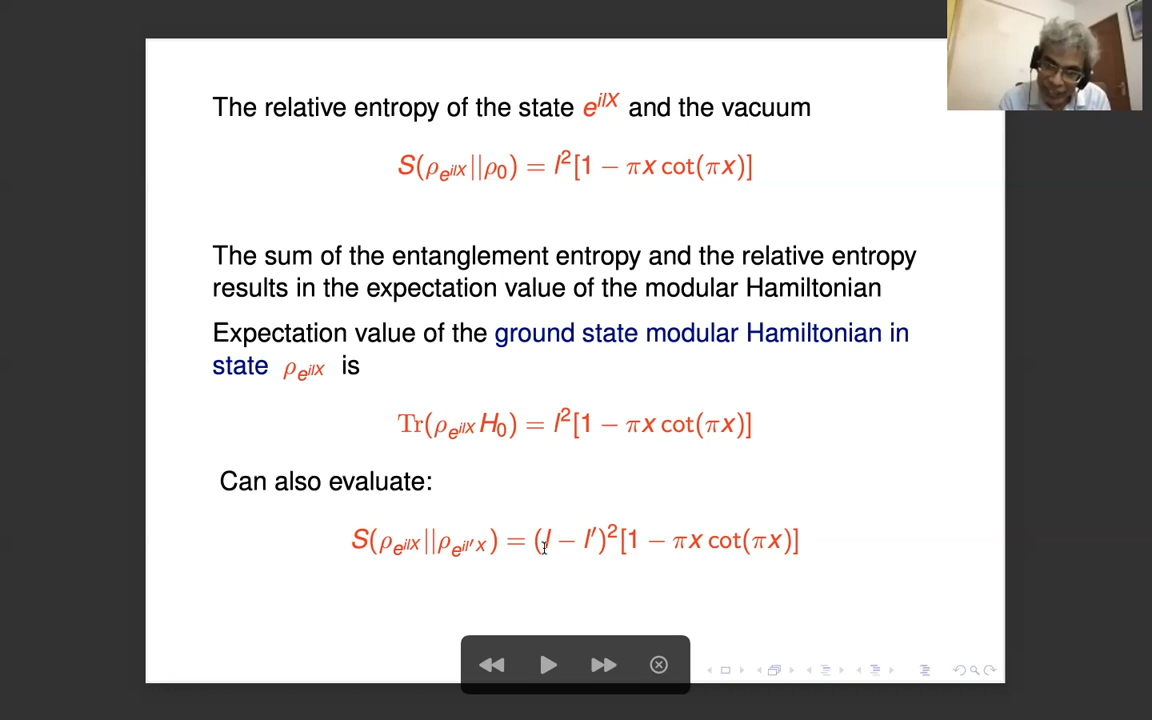 The relative entropy of the state e^{ilX} and the vacuum
S(ρ_{e^{ilX}}||ρ_0) = l^2[1 − πx cot(πx)]
The sum of the entanglement entropy and the relative entropy
results in the expectation value of the modular Hamiltonian
Expectation value of the ground state modular Hamiltonian in
state ρ_{e^{ilX}} is
Tr(ρ_{e^{ilX}} H_0) = l^2[1 − πx cot(πx)]
Can also evaluate:
S(ρ_{e^{ilX}}||ρ_{e^{il′X}}) = (l − l′)^2[1 − πx cot(πx)]